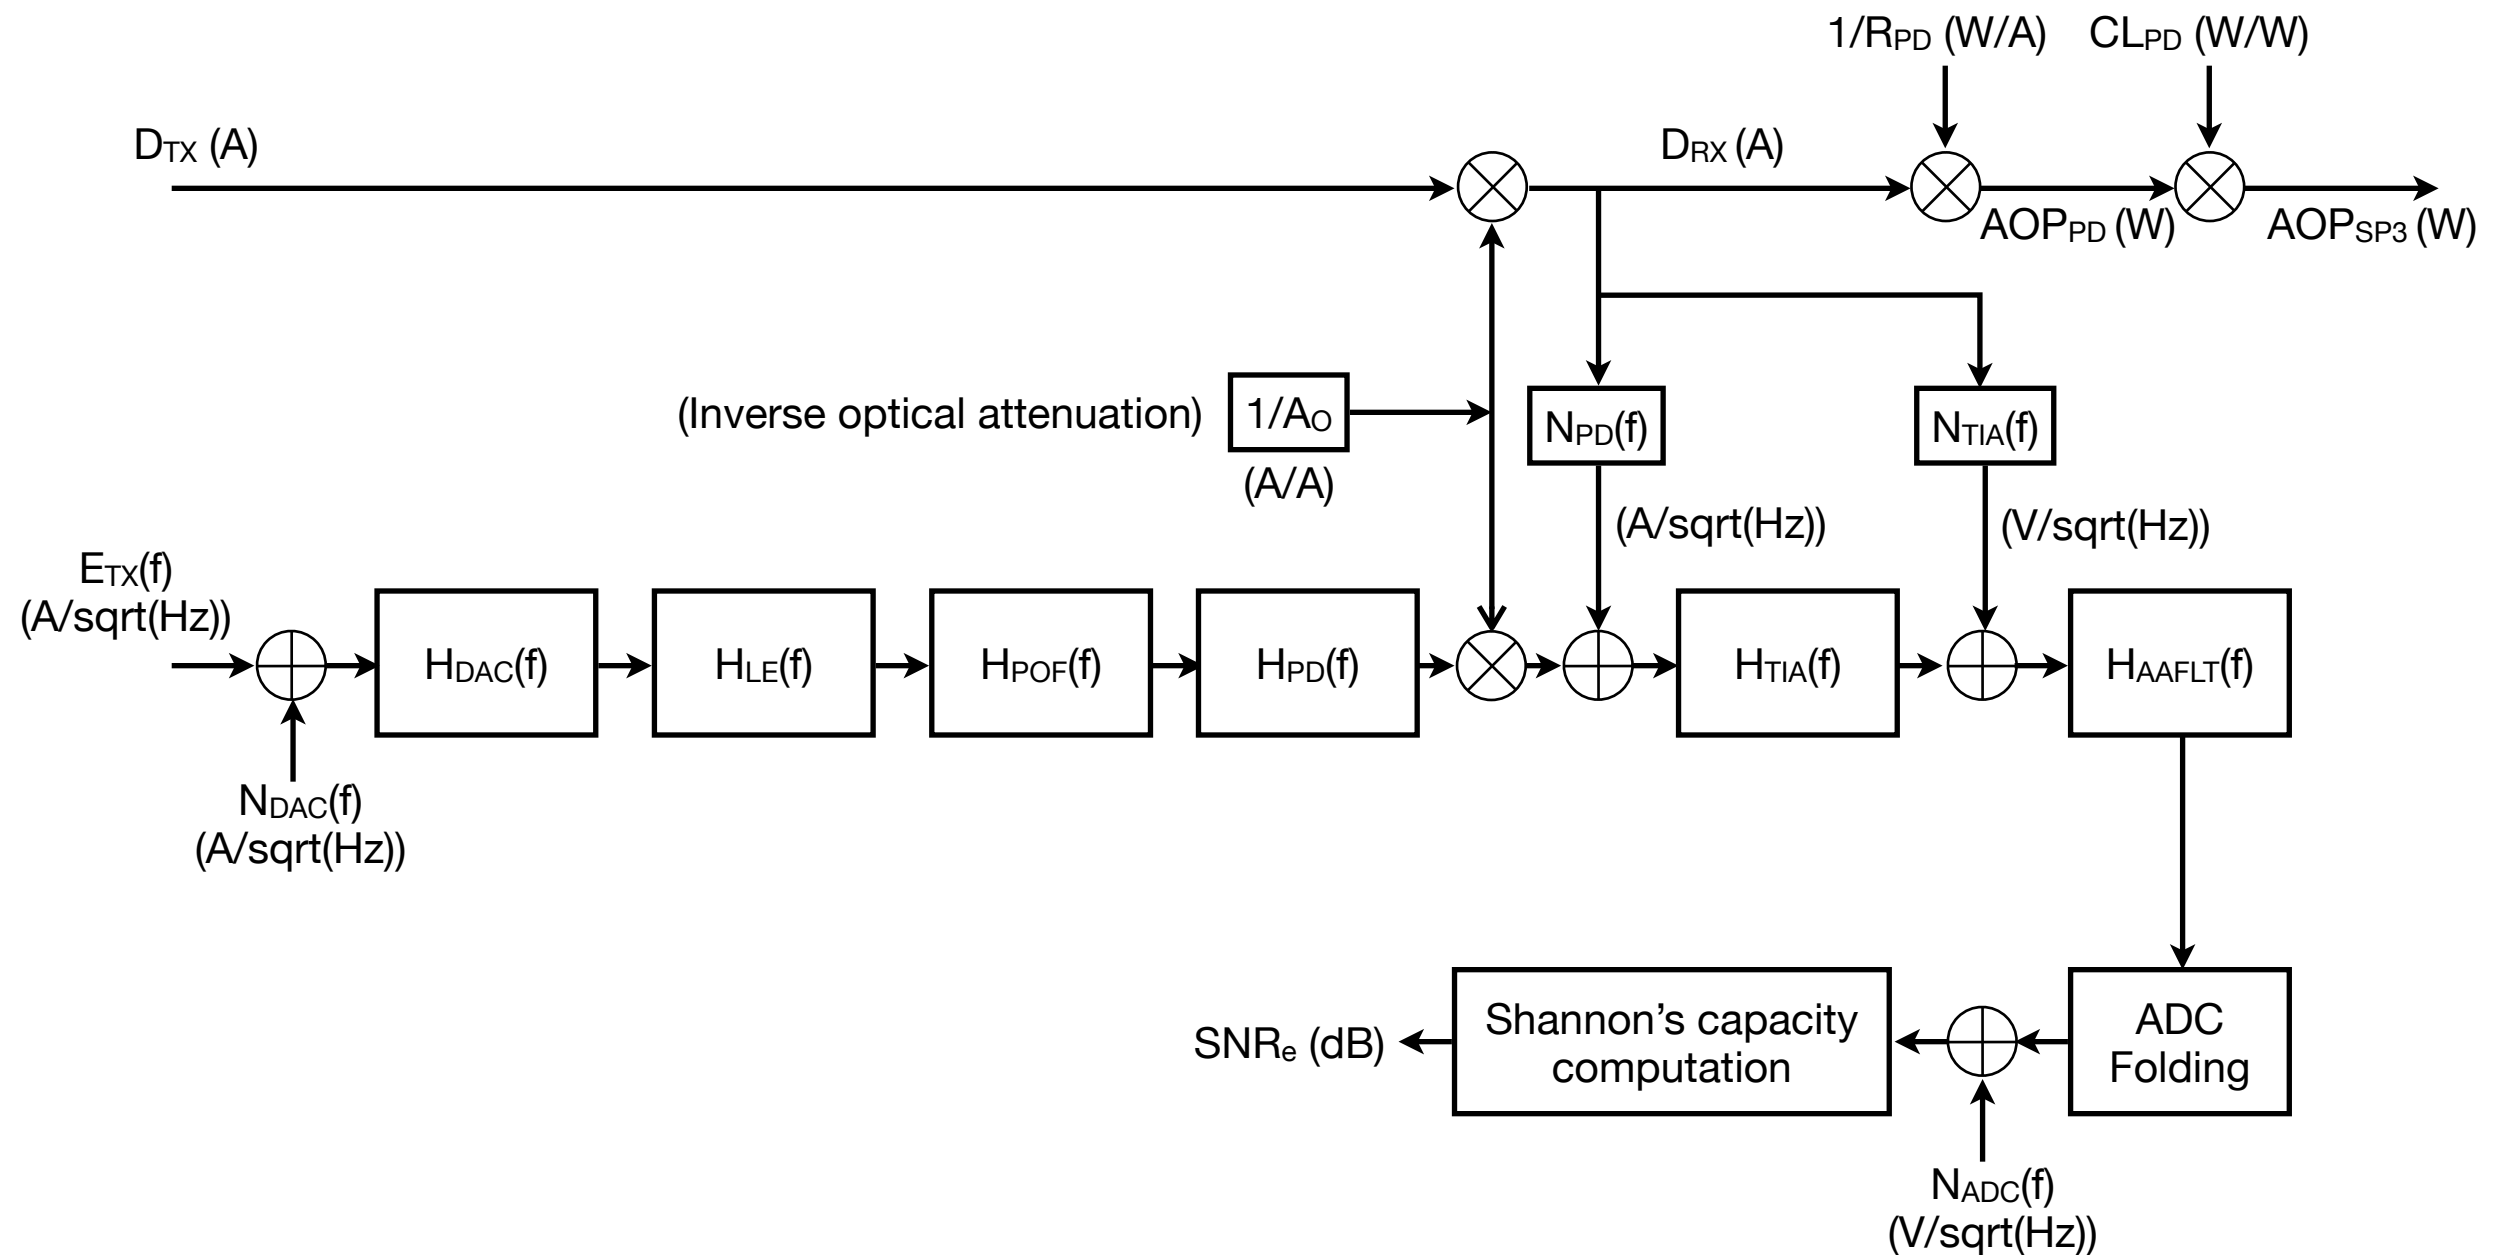 1/RPD (W/A)
CLPD (W/W)
DTX (A)
DRX (A)
AOPPD (W)
AOPSP3 (W)
(Inverse optical attenuation)
1/AO
(A/A)
NPD(f)
NTIA(f)
(A/sqrt(Hz))
(V/sqrt(Hz))
ETX(f)
(A/sqrt(Hz))
HDAC(f)
HLE(f)
HPOF(f)
HPD(f)
HTIA(f)
HAAFLT(f)
NDAC(f)
(A/sqrt(Hz))
SNRe (dB)
Shannon’s capacity
computation
ADC
Folding
NADC(f)
(V/sqrt(Hz))